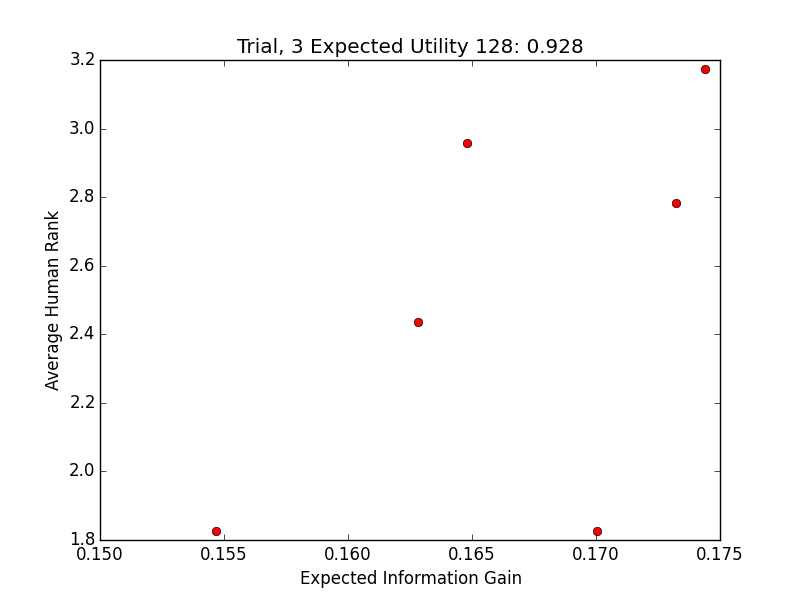 Trial, 3 Expected Utility 128: 0.928
3.2
3.0
2.8
2.6
2.4
2.2
2.0
1.8
Average Human Rank
0.150 0.155 0.160 0.165 0.170 0.175
Expected Information Gain